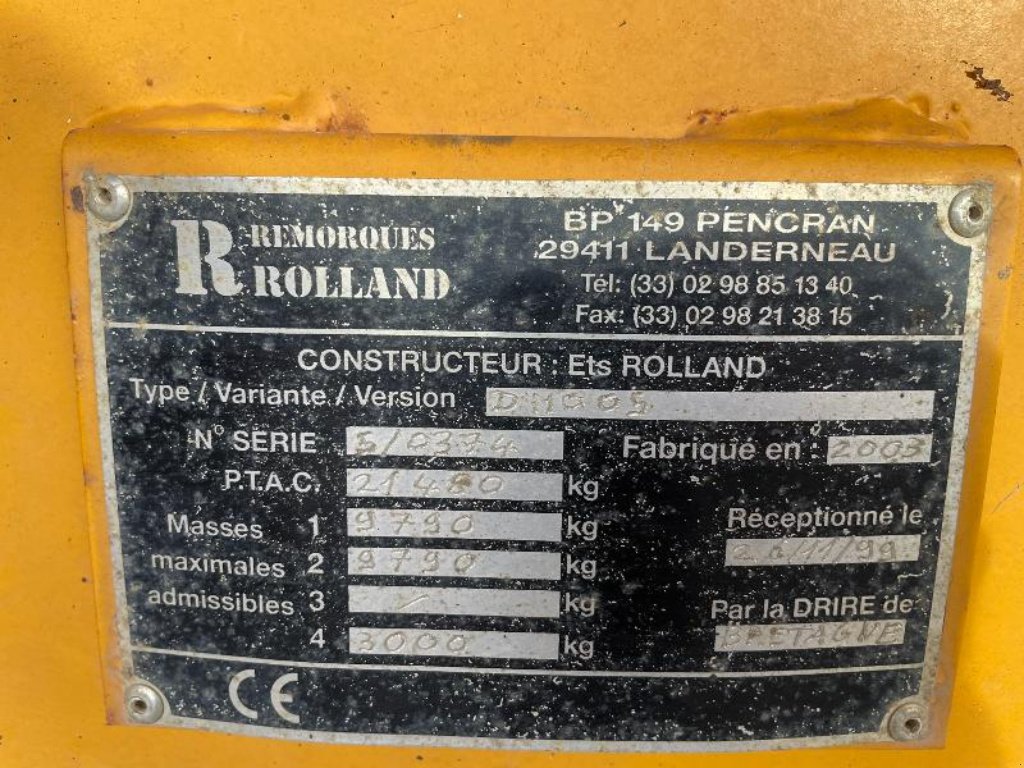 R REMORQUES
ROLLAND
BP 149 PENCRAN
29411 LANDERNEAU
Tél: (33) 02 98 85 13 40
Fax: (33) 02 98 21 38 15
CONSTRUCTEUR : Ets ROLLAND
Type / Variante / Version
N° SERIE 5/0374 Fabriqué en : 2003
P.T.A.C. kg
Masses 1 9790 kg Réceptionné le
maximales 2 9790 kg
admissibles 3 / kg Par la DRIRE de
4 3000 kg BRETAGNE
CE